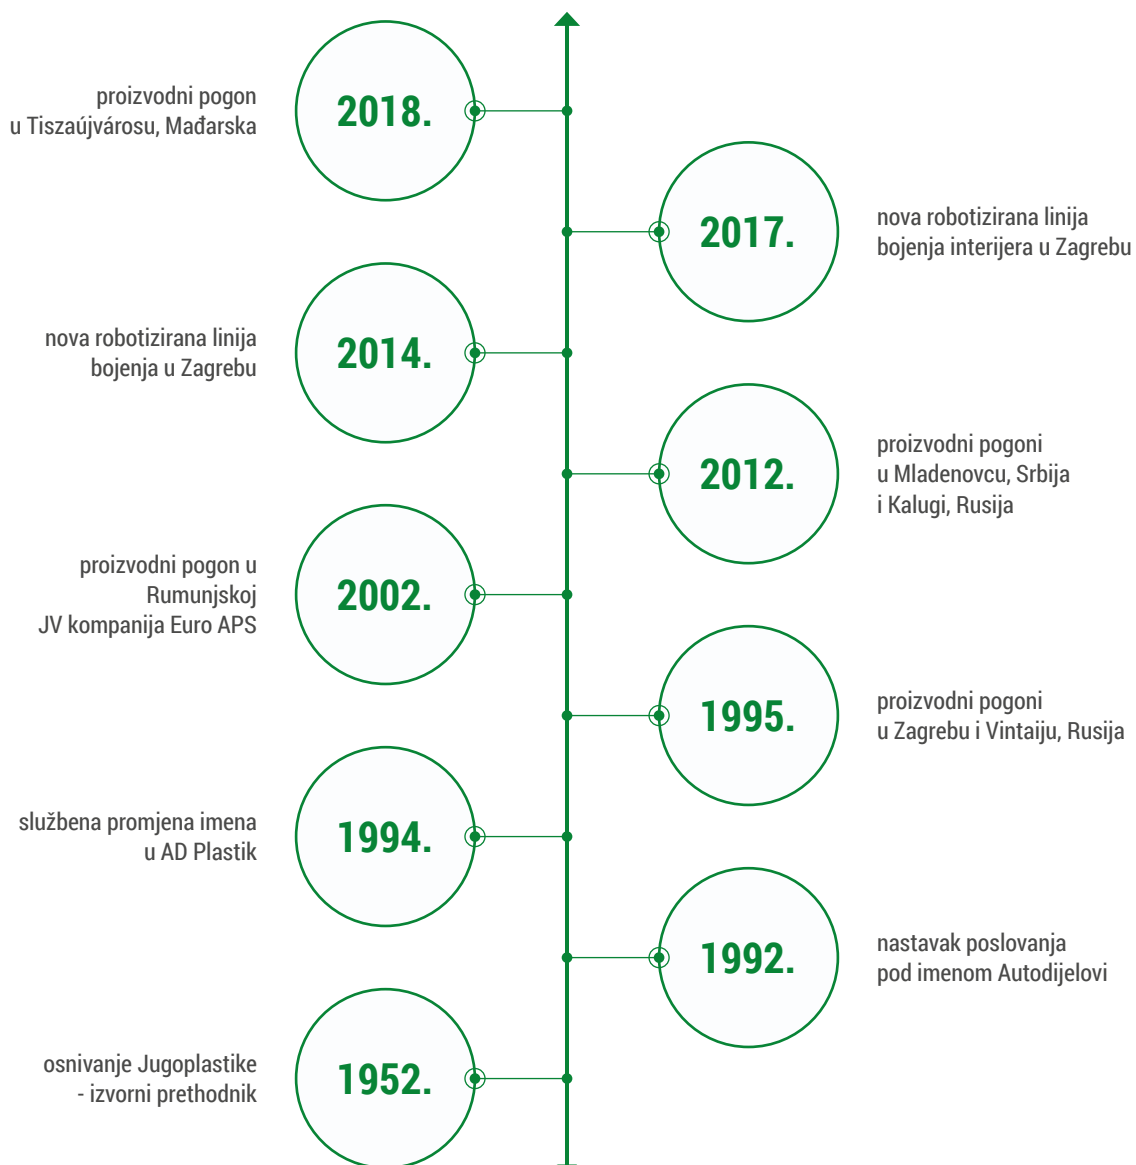 proizvodni pogon
u Tiszaújvárosu, Mađarska
2018.
2017.
nova robotizirana linija
bojenja interijera u Zagrebu
nova robotizirana linija
bojenja u Zagrebu
2014.
2012.
proizvodni pogoni
u Mladenovcu, Srbija
i Kalugi, Rusija
proizvodni pogon u
Rumunjskoj
JV kompanija Euro APS
2002.
1995.
proizvodni pogoni
u Zagrebu i Vintaiju, Rusija
službena promjena imena
u AD Plastik
1994.
1992.
nastavak poslovanja
pod imenom Autodijelovi
osnivanje Jugoplastike
- izvorni prethodnik
1952.